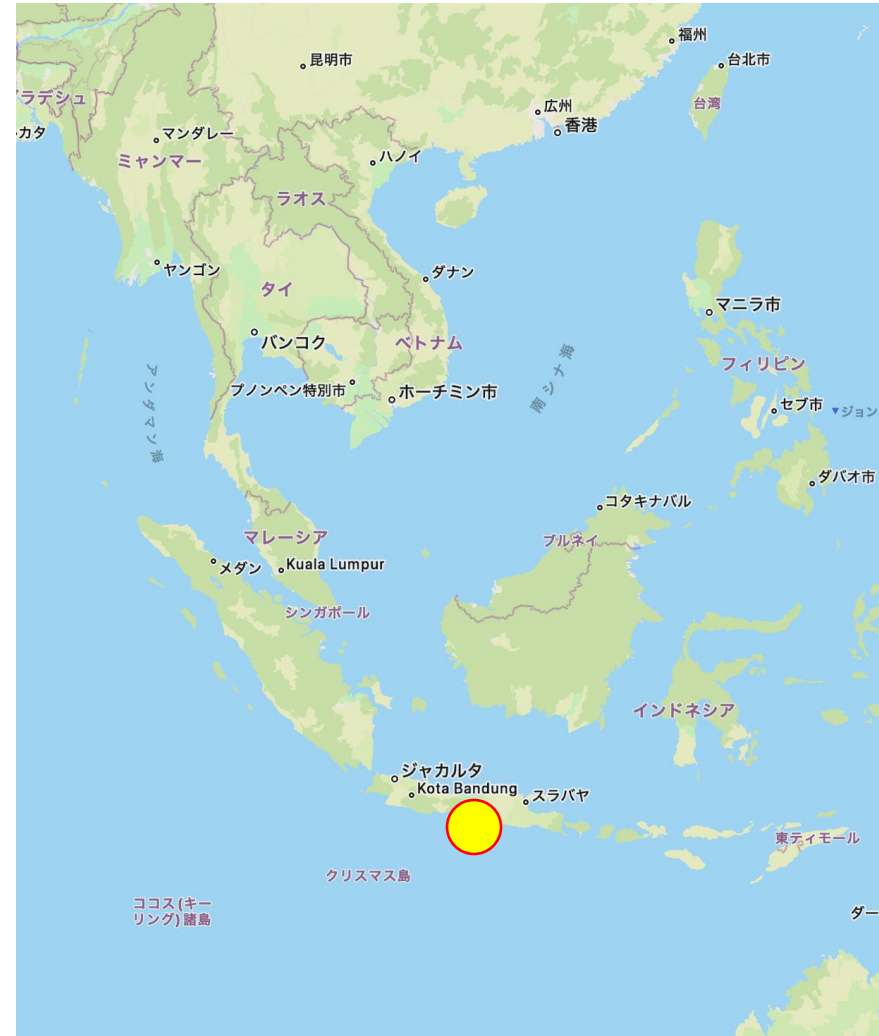 福州
昆明市
台北市
ラデシュ
広州
台湾
カタ
マンダレー
香港
ミャンマー
ハノイ
ラオス
ヤンゴン
ダナン
タイ
マニラ市
バンコク
ベトナム
南シナ海
フィリピン
アンダマン海
プノンペン特別市
ホーチミン市
セブ市
ジョン
ダバオ市
コタキナバル
マレーシア
ブルネイ
メダン
Kuala Lumpur
シンガポール
インドネシア
ジャカルタ
Kota Bandung
スラバヤ
東ティモール
クリスマス島
ココス(キー
リング)諸島
ダー